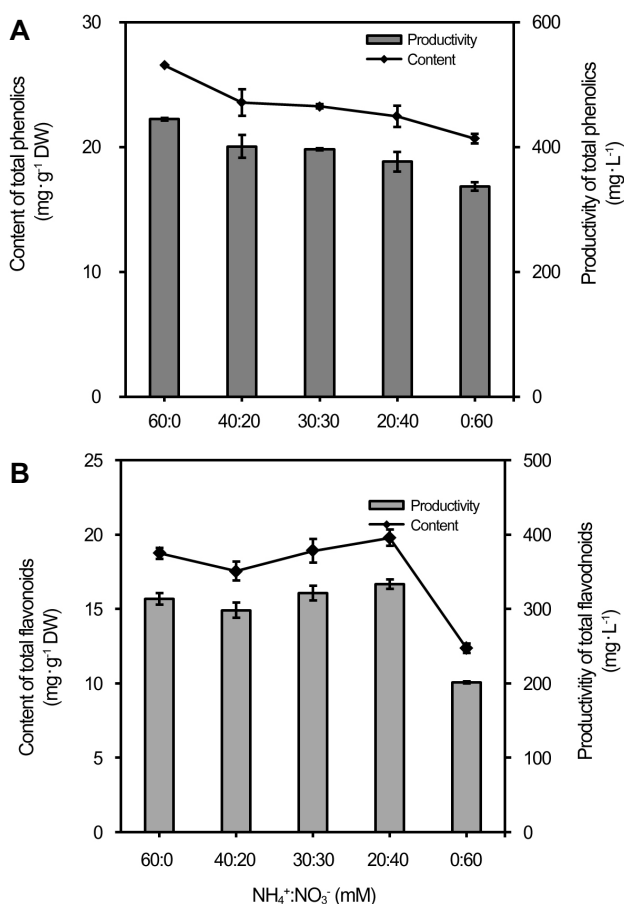 A
30
20
10
0
Content of total phenolics
(mg·g⁻¹ DW)
Productivity
Content
600
400
200
0
Productivity of total phenolics
(mg·L⁻¹)
60:0 40:20 30:30 20:40 0:60
B
25
20
15
10
5
0
Content of total flavonoids
(mg·g⁻¹ DW)
Productivity
Content
500
400
300
200
100
0
Productivity of total flavodnoids
(mg·L⁻¹)
60:0 40:20 30:30 20:40 0:60
NH₄⁺:NO₃⁻ (mM)